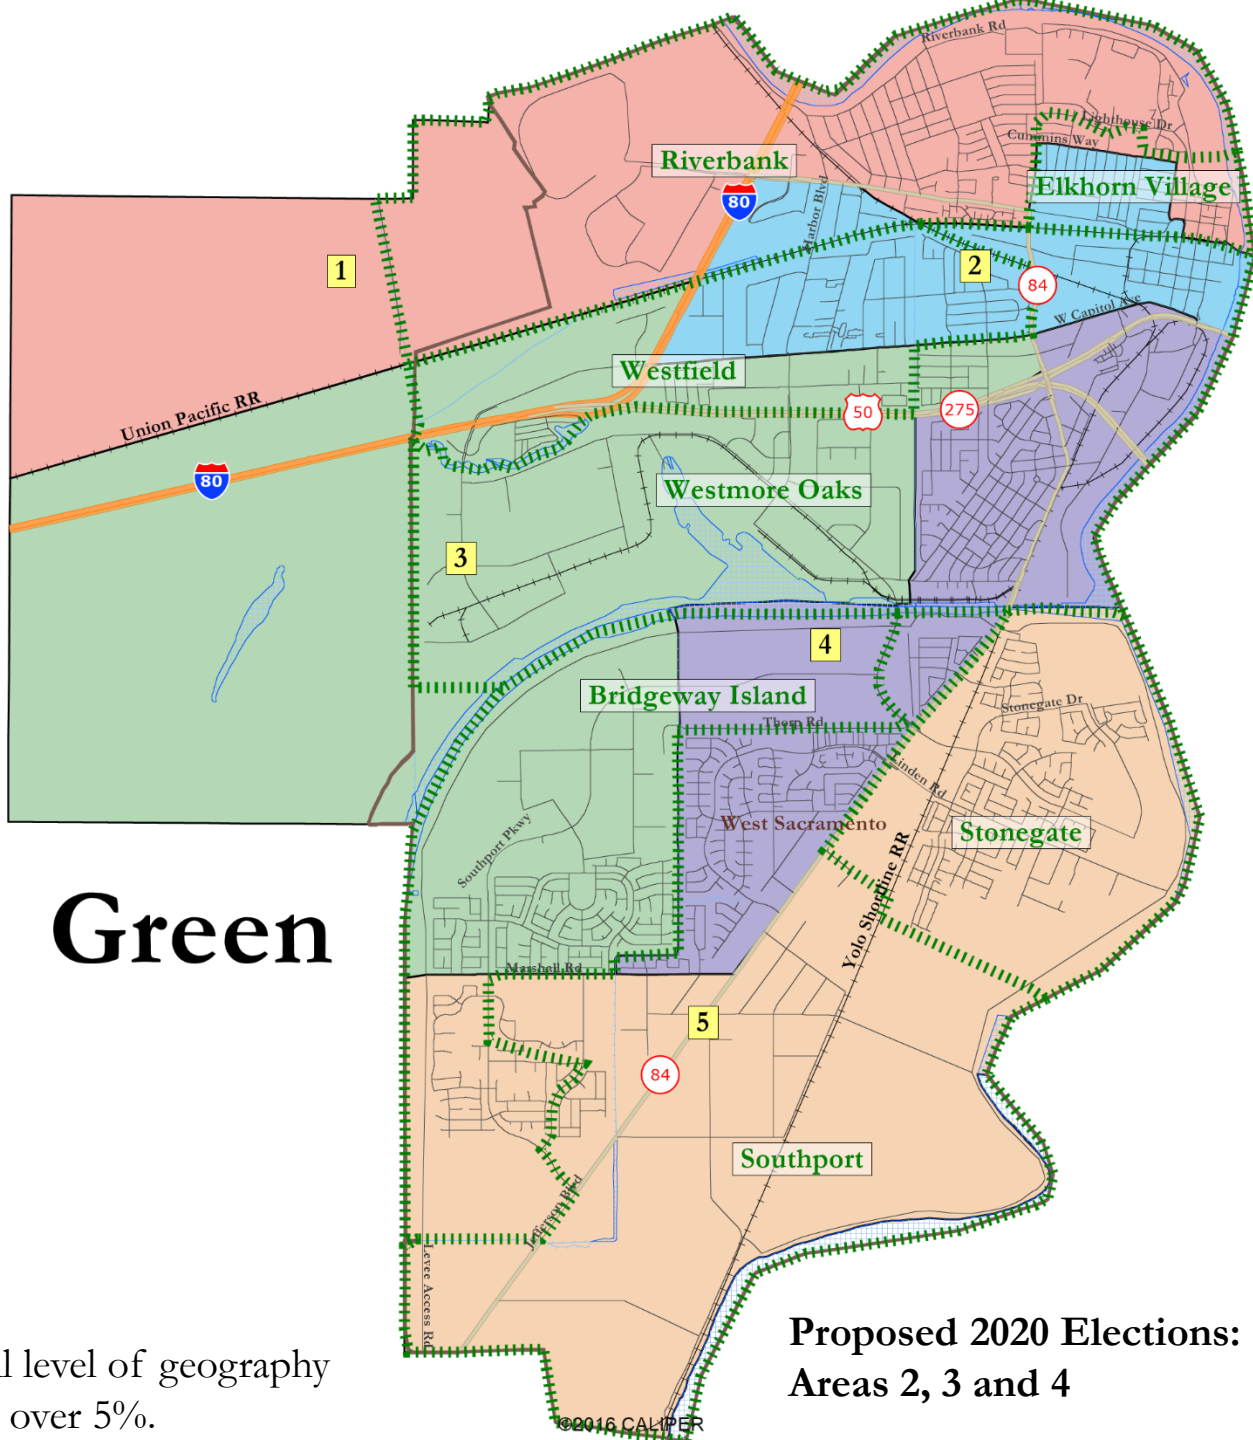 Riverbank Rd
Lighthouse Dr
Cummins Way
Riverbank
Elkhorn Village
80
Harbor Blvd
1
2
84
W Capitol Ave
Westfield
Union Pacific RR
50
275
80
Westmore Oaks
3
4
Bridgeway Island
Stonegate Dr
Thorp Rd
Linden Rd
West Sacramento
Stonegate
Southport Pkwy
Yolo Shortline RR
Green
Marshall Rd
5
84
Southport
Jefferson Blvd
Levee Access Rd
Proposed 2020 Elections:
Areas 2, 3 and 4
level of geography
over 5%.
©2016 CALIPER